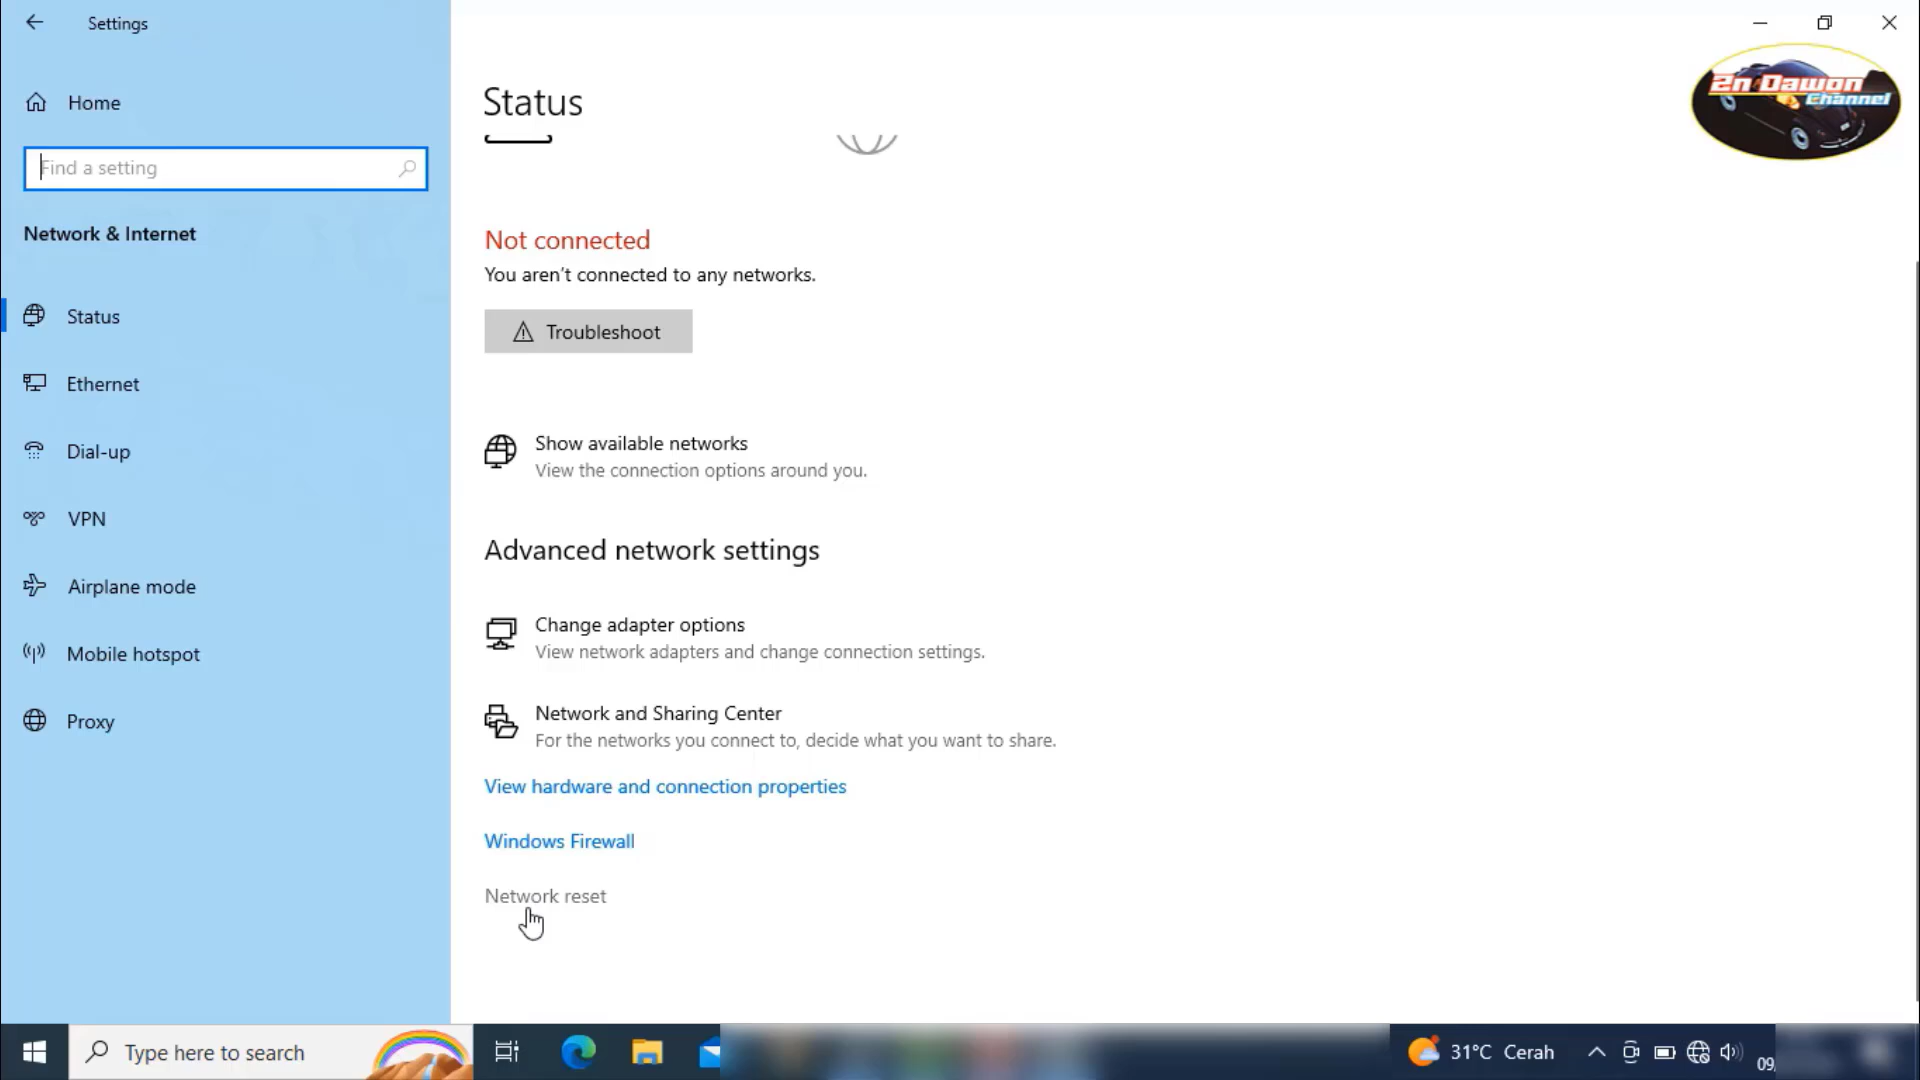 Settings
Home
Find a setting
Network & Internet
Status
Ethernet
Dial-up
VPN
Airplane mode
Mobile hotspot
Proxy
Status
Not connected
You aren't connected to any networks.
Troubleshoot
Show available networks
View the connection options around you.
Advanced network settings
Change adapter options
View network adapters and change connection settings.
Network and Sharing Center
For the networks you connect to, decide what you want to share.
View hardware and connection properties
Windows Firewall
Network reset
2n Dawon
Channel
Type here to search
31°C Cerah